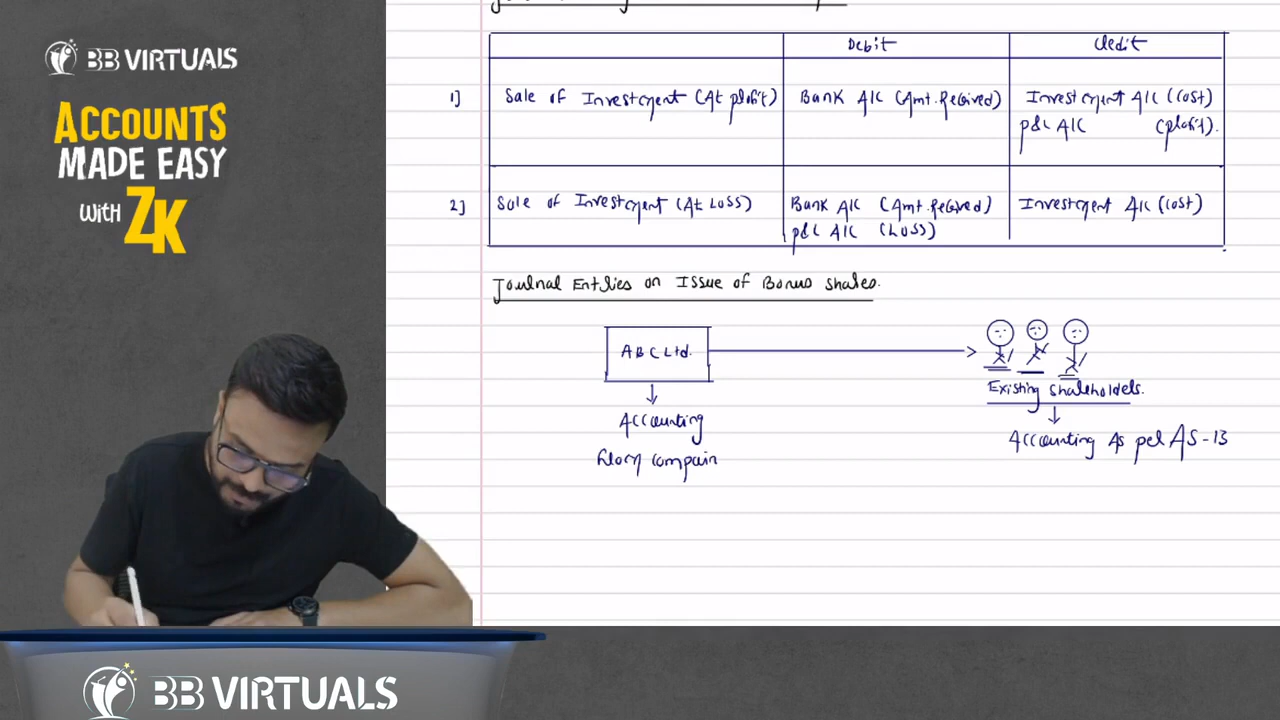 BB VIRTUALS
ACCOUNTS
MADE EASY
WITH ZK
Debit Credit
1] Sale of Investment (At profit) Bank A/c (Amt. Received) Investment A/c (Cost)
P&L A/c (profit).
2] Sale of Investment (At Loss) Bank A/c (Amt. Received) Investment A/c (Cost)
P&L A/c (Loss)
Journal Entries on Issue of Bonus shares.
ABC Ltd.
Existing shareholders.
Accounting Accounting As per AS-13
from compain
BB VIRTUALS